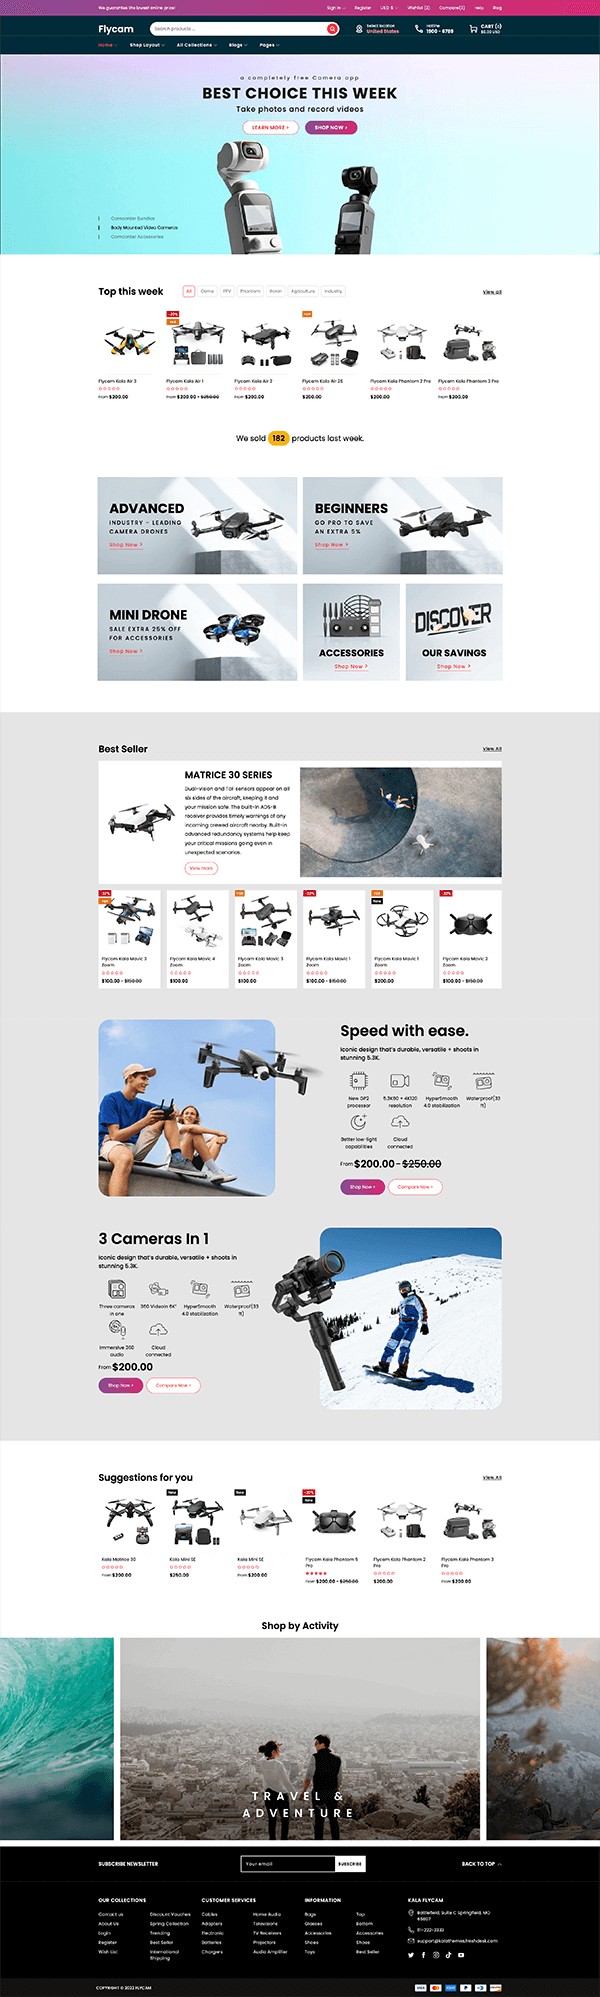 We guarantee the lowest online price!
Sign in
Register
USD $
Wishlist (2)
Compare(0)
Help
Blog
Flycam
Search products ...
Select location
United States
Hotline
1900 - 6789
CART (0)
$0.00 USD
Home
Shop Layout
All Collections
Blogs
Pages
a completely free Camera app
BEST CHOICE THIS WEEK
Take photos and record videos
LEARN MORE >
SHOP NOW >
Camcorder Bundles
Body Mounted Video Cameras
Camcorder Accessories
Top this week
All
FPV
Phantom
Racer
Agriculture
Industry
View all
-20%
Hot
Hot
Flycam Kala Air 3
Flycam Kala Air 1
Flycam Kala Air 2
Flycam Kala Air 2S
Flycam Kala Phantom 2 Pro
Flycam Kala Phantom 3 Pro
From $200.00
From $200.00 - $250.00
From $200.00
$200.00
From $200.00
From $200.00
We sold 182 products last week.
ADVANCED
INDUSTRY - LEADING
CAMERA DRONES
Shop Now >
BEGINNERS
GO PRO TO SAVE
AN EXTRA 5%
Shop Now >
MINI DRONE
SALE EXTRA 25% OFF
FOR ACCESSORIES
Shop Now >
ACCESSORIES
Shop Now >
DISCOVER
OUR SAVINGS
Shop Now >
Best Seller
View All
MATRICE 30 SERIES
Dual-vision and ToF sensors appear on all
six sides of the aircraft, keeping it and
your mission safe. The built-in ADS-B
receiver provides timely warnings of any
incoming crewed aircraft nearby. Built-in
advanced redundancy systems help keep
your critical missions going even in
unexpected scenarios.
View more
Hot
Hot
Hot
New
Flycam Kala Mavic 3
Zoom
Flycam Kala Mavic 4
Zoom
Flycam Kala Mavic 5
Zoom
Flycam Kala Mavic 1
Zoom
Flycam Kala Mavic 1
Zoom
Flycam Kala Mavic 2
Zoom
$100.00 - $150.00
$100.00
$100.00
$100.00 - $150.00
$200.00
$100.00 - $150.00
Speed with ease.
Iconic design that's durable, versatile + shoots in
stunning 5.3K.
New GP2
processor
5.3K60 + 4K120
resolution
HyperSmooth
4.0 stabilization
Waterproof(33
ft)
Better low-light
capabilities
Cloud
connected
From $200.00 - $250.00
Shop Now >
Compare Now >
3 Cameras In 1
Iconic design that's durable, versatile + shoots in
stunning 5.3K.
Three cameras
in one
360 Videoin 6K"
HyperSmooth
4.0 stabilization
Waterproof(33
ft)
Immersive 360
audio
Cloud
connected
From $200.00
Shop Now >
Compare Now >
Suggestions for you
View All
New
New
New
Kala Matrice 30
Kala Mini SE
Kala Mini SE
Flycam Kala Phantom 5
Pro
Flycam Kala Phantom 2
Pro
Flycam Kala Phantom 3
Pro
From $200.00
$250.00
From $200.00
From $200.00 - $250.00
From $200.00
From $200.00
Shop by Activity
TRAVEL &
ADVENTURE
SUBSCRIBE NEWSLETTER
Your email
SUBSCRIBE
BACK TO TOP
OUR COLLECTIONS
Contact us
About Us
Login
Register
Wish List
Discount Vouches
Spring Collection
Trending
Best Seller
International
Shipping
CUSTOMER SERVICES
Cables
Adapters
Electronic
Batteries
Chargers
Home Audio
Televisions
TV Receivers
Projectors
Audio Amplifier
INFORMATION
Bags
Glasses
Accessories
Shoes
Toys
Top
Bottom
Accessories
Shoes
Best Seller
KALA FLYCAM
Battlefield, Suite C Springfield, MO
65807
support@kalathemes.freshdesk.com
COPYRIGHT © 2022 FLYCAM